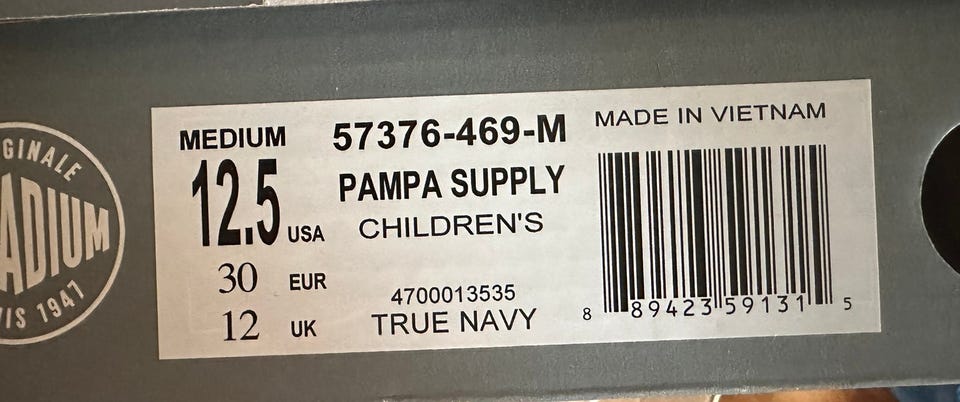 GINALE
ADIUM
IS 1947
MEDIUM
12.5 USA
30 EUR
12 UK
57376-469-M
PAMPA SUPPLY
CHILDREN'S
4700013535
TRUE NAVY
MADE IN VIETNAM
8 89423 59131 5